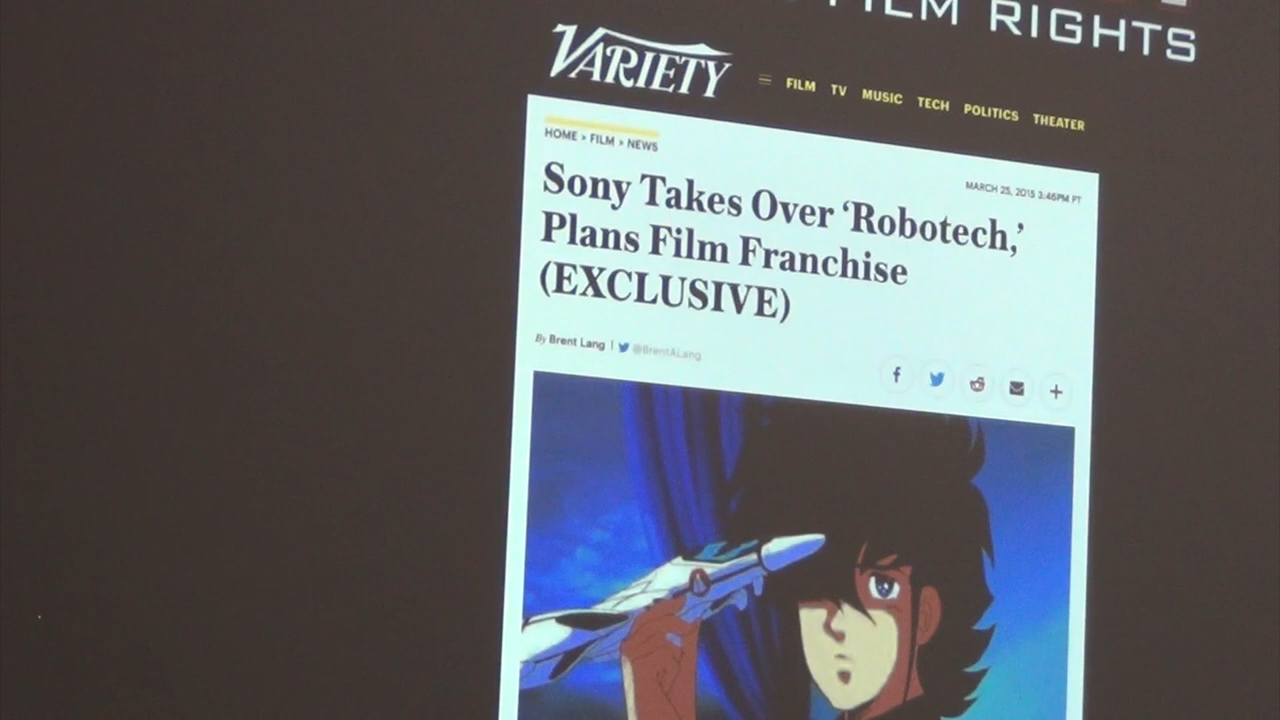 FILM RIGHTS
VARIETY
FILM TV MUSIC TECH POLITICS THEATER
HOME > FILM > NEWS
MARCH 25, 2015 3:46PM PT
Sony Takes Over ‘Robotech,’
Plans Film Franchise
(EXCLUSIVE)
By Brent Lang | @BrentALang